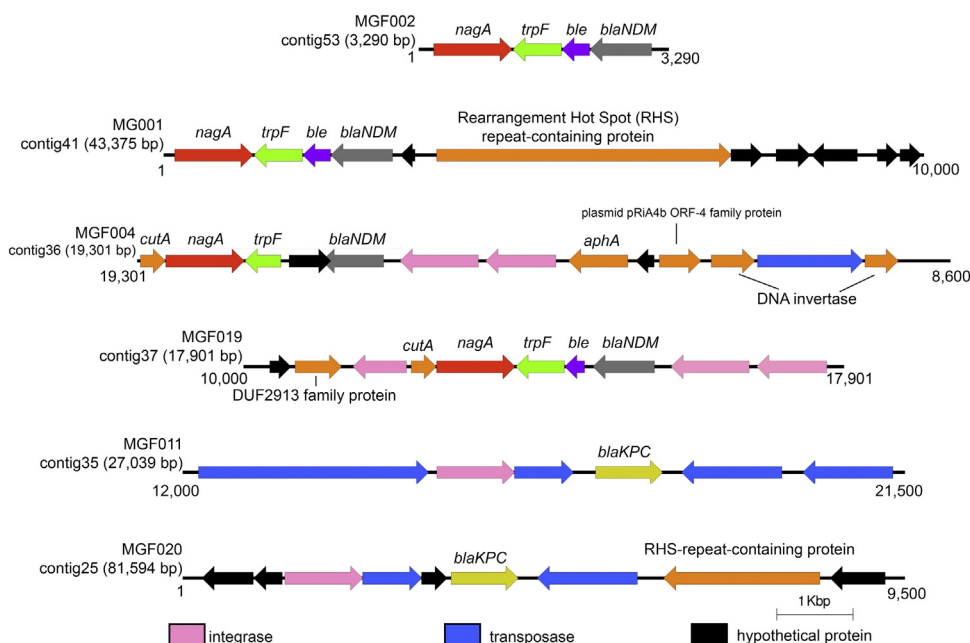 MGF002
contig53 (3,290 bp)
nagA trpF ble blaNDM
1 3,290
MG001
contig41 (43,375 bp)
nagA trpF ble blaNDM
Rearrangement Hot Spot (RHS)
repeat-containing protein
1 10,000
MGF004
contig36 (19,301 bp)
cutA nagA trpF blaNDM aphA
plasmid pRiA4b ORF-4 family protein
19,301 8,600
DNA invertase
MGF019
contig37 (17,901 bp)
cutA nagA trpF ble blaNDM
10,000 17,901
DUF2913 family protein
MGF011
contig35 (27,039 bp)
blaKPC
12,000 21,500
MGF020
contig25 (81,594 bp)
blaKPC RHS-repeat-containing protein
1 9,500
1Kbp
integrase transposase hypothetical protein